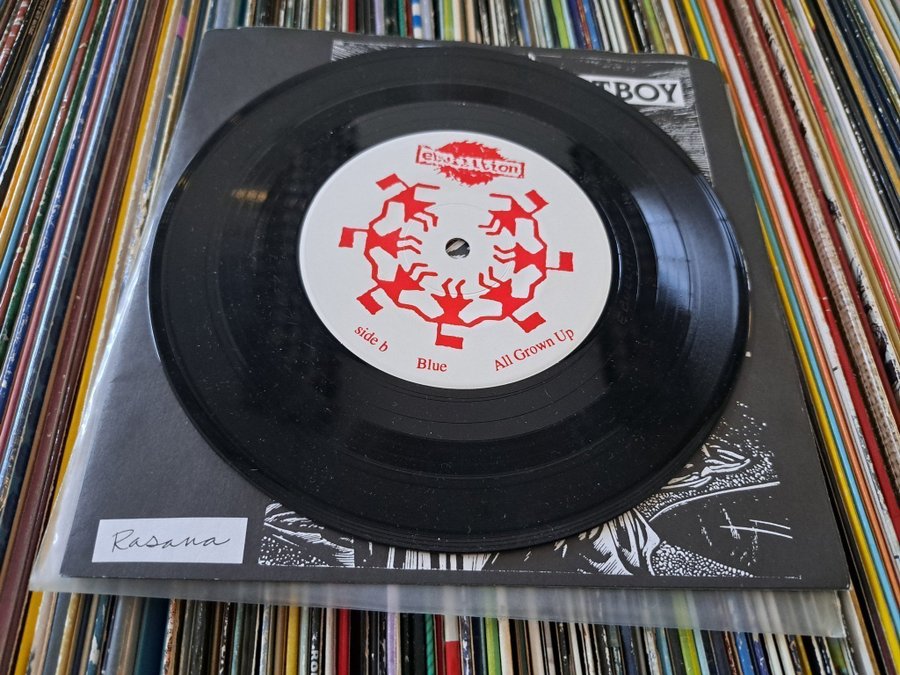 TBOY
ebullition
side b
Blue
All Grown Up
Rasana